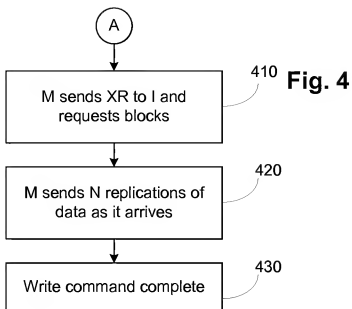 A
M sends XR to I and
requests blocks
410
Fig. 4
M sends N replications of
data as it arrives
420
Write command complete
430